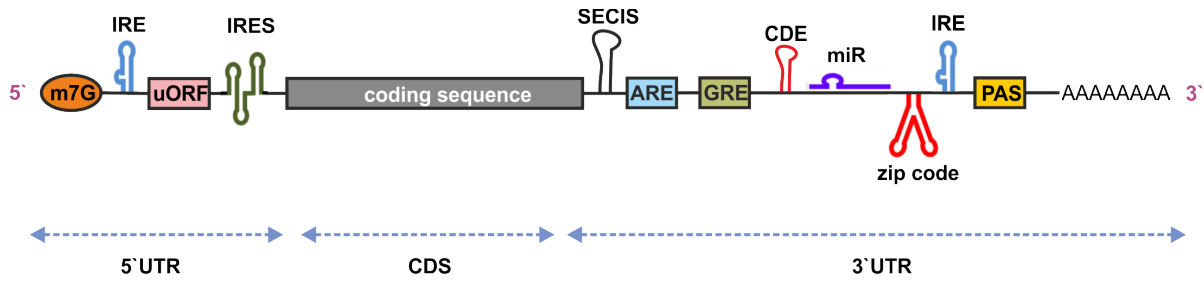 IRE IRES SECIS CDE miR IRE
5` m7G uORF coding sequence ARE GRE PAS AAAAAAAA 3`
zip code
5`UTR CDS 3`UTR